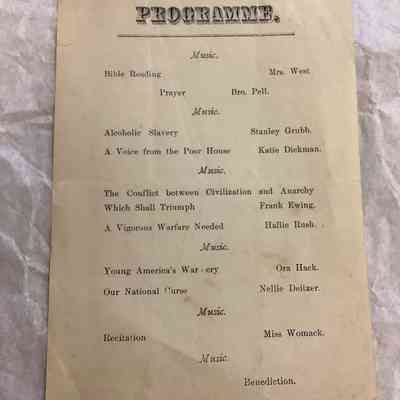 PROGRAMME.
Music.
Bible Reading Mrs. West
Prayer Bro. Pell.
Music.
Alcoholic Slavery Stanley Grubb.
A Voice from the Poor House Katie Dickman.
Music.
The Conflict between Civilization and Anarchy
Which Shall Triumph Frank Ewing.
A Vigorous Warfare Needed Hallie Rush.
Music.
Young America's War cry Ora Hack.
Our National Curse Nellie Deitzer.
Music.
Recitation Miss Womack.
Music.
Benediction.